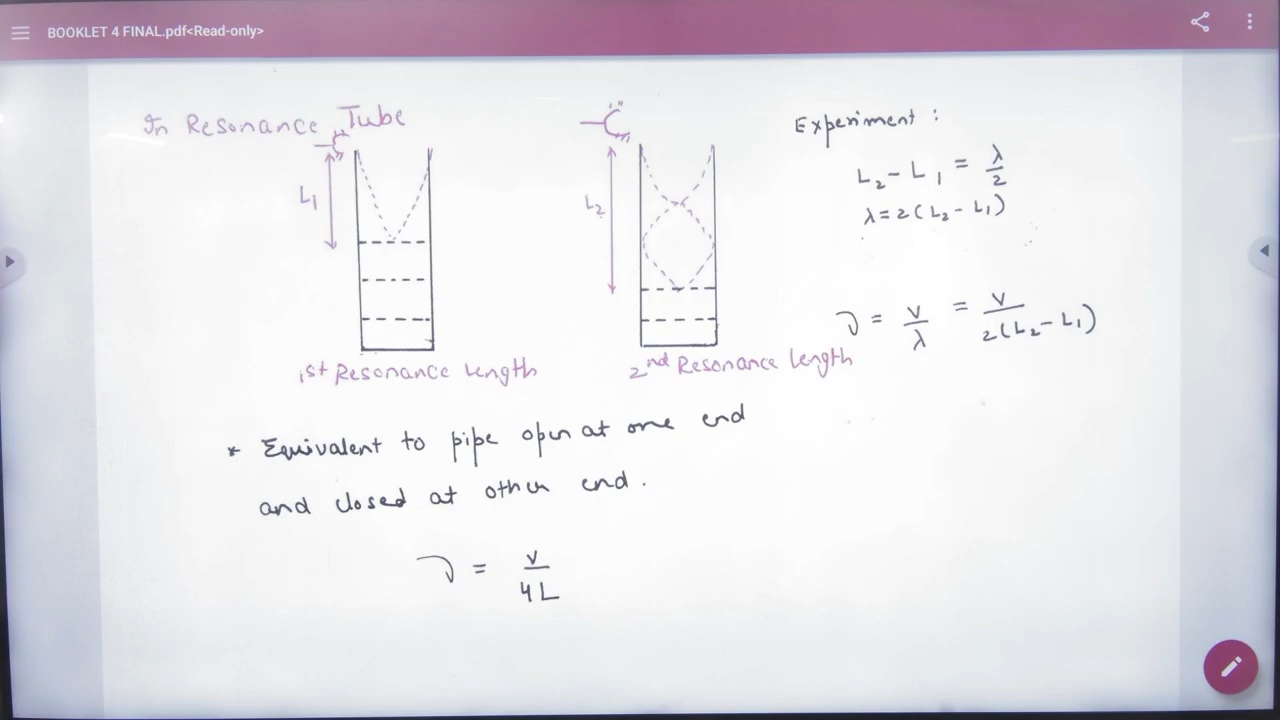 BOOKLET 4 FINAL.pdf<Read-only>
In Resonance Tube
L₁
L₂
1st Resonance length
2nd Resonance length
Experiment :
L₂ - L₁ = λ/2
λ = 2(L₂ - L₁)
ν = v/λ = v/2(L₂ - L₁)
* Equivalent to pipe open at one end
and closed at other end.
ν = v/4L